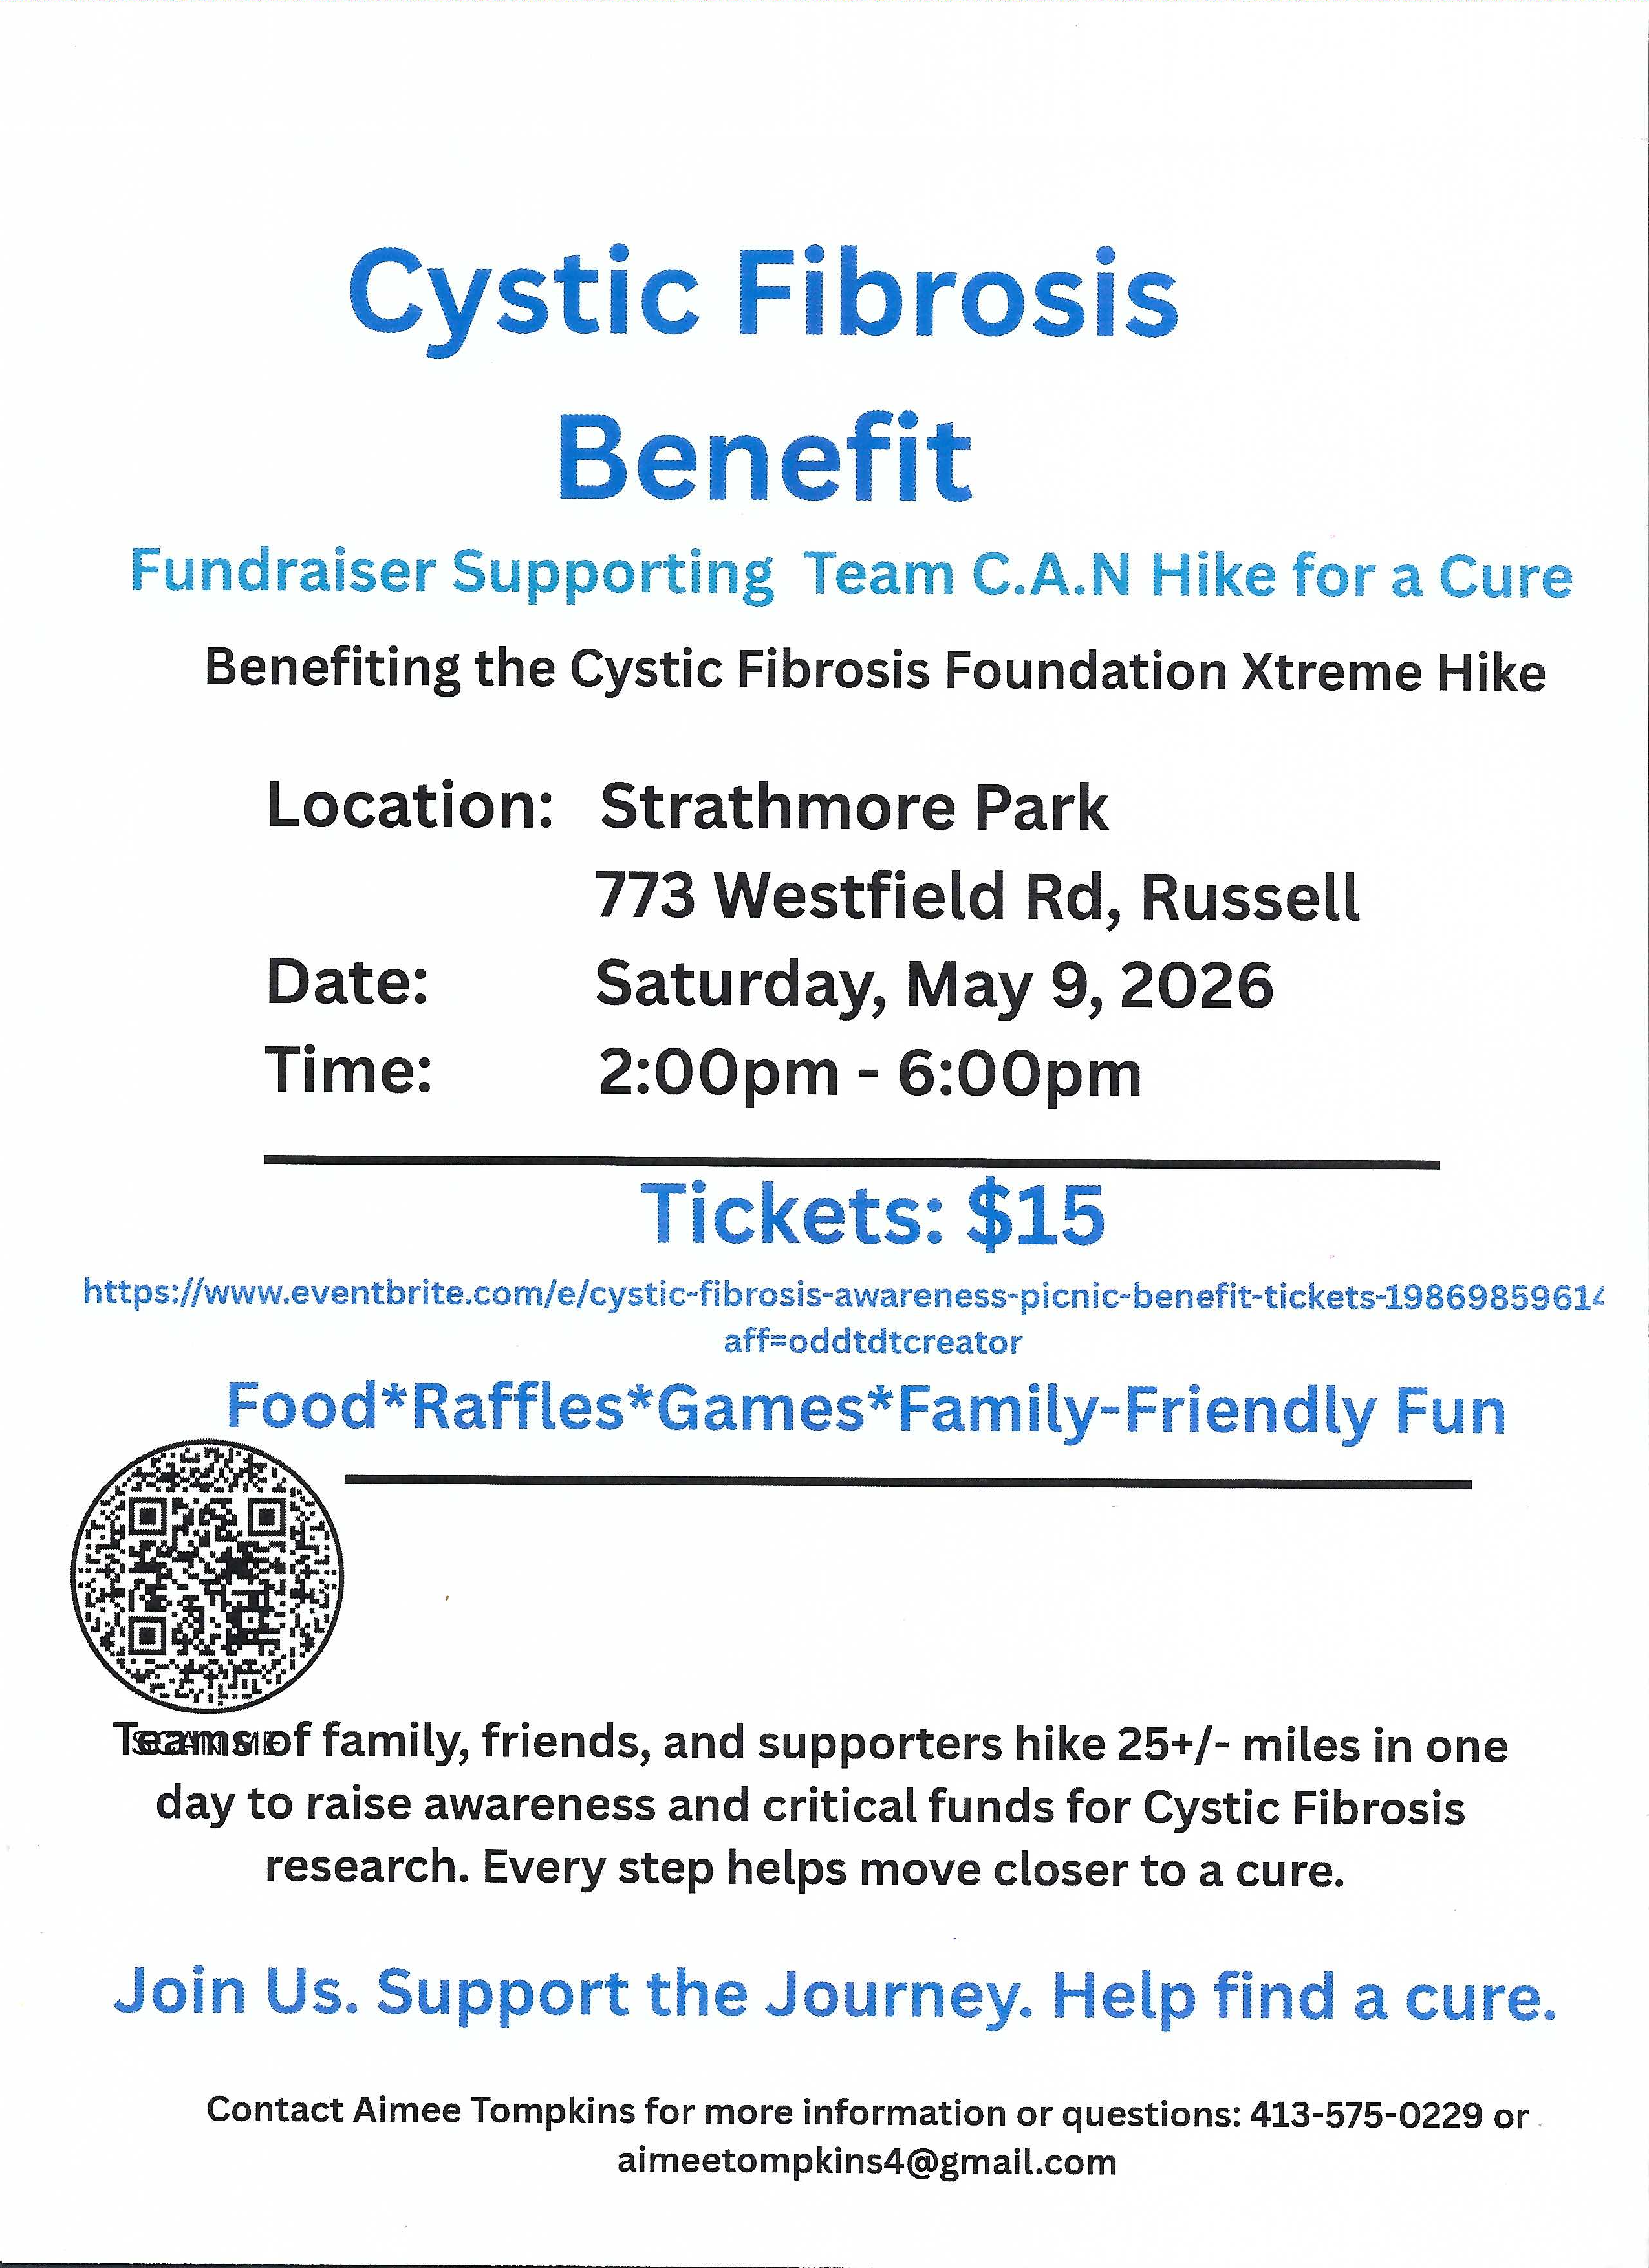 Cystic Fibrosis
Benefit
Fundraiser Supporting Team C.A.N Hike for a Cure
Benefiting the Cystic Fibrosis Foundation Xtreme Hike
Location: Strathmore Park
773 Westfield Rd, Russell
Date: Saturday, May 9, 2026
Time: 2:00pm - 6:00pm
Tickets: $15
https://www.eventbrite.com/e/cystic-fibrosis-awareness-picnic-benefit-tickets-19869859614
aff=oddtdtcreator
Food*Raffles*Games*Family-Friendly Fun
SCAN ME
Teams of family, friends, and supporters hike 25+/- miles in one
day to raise awareness and critical funds for Cystic Fibrosis
research. Every step helps move closer to a cure.
Join Us. Support the Journey. Help find a cure.
Contact Aimee Tompkins for more information or questions: 413-575-0229 or
aimeetompkins4@gmail.com